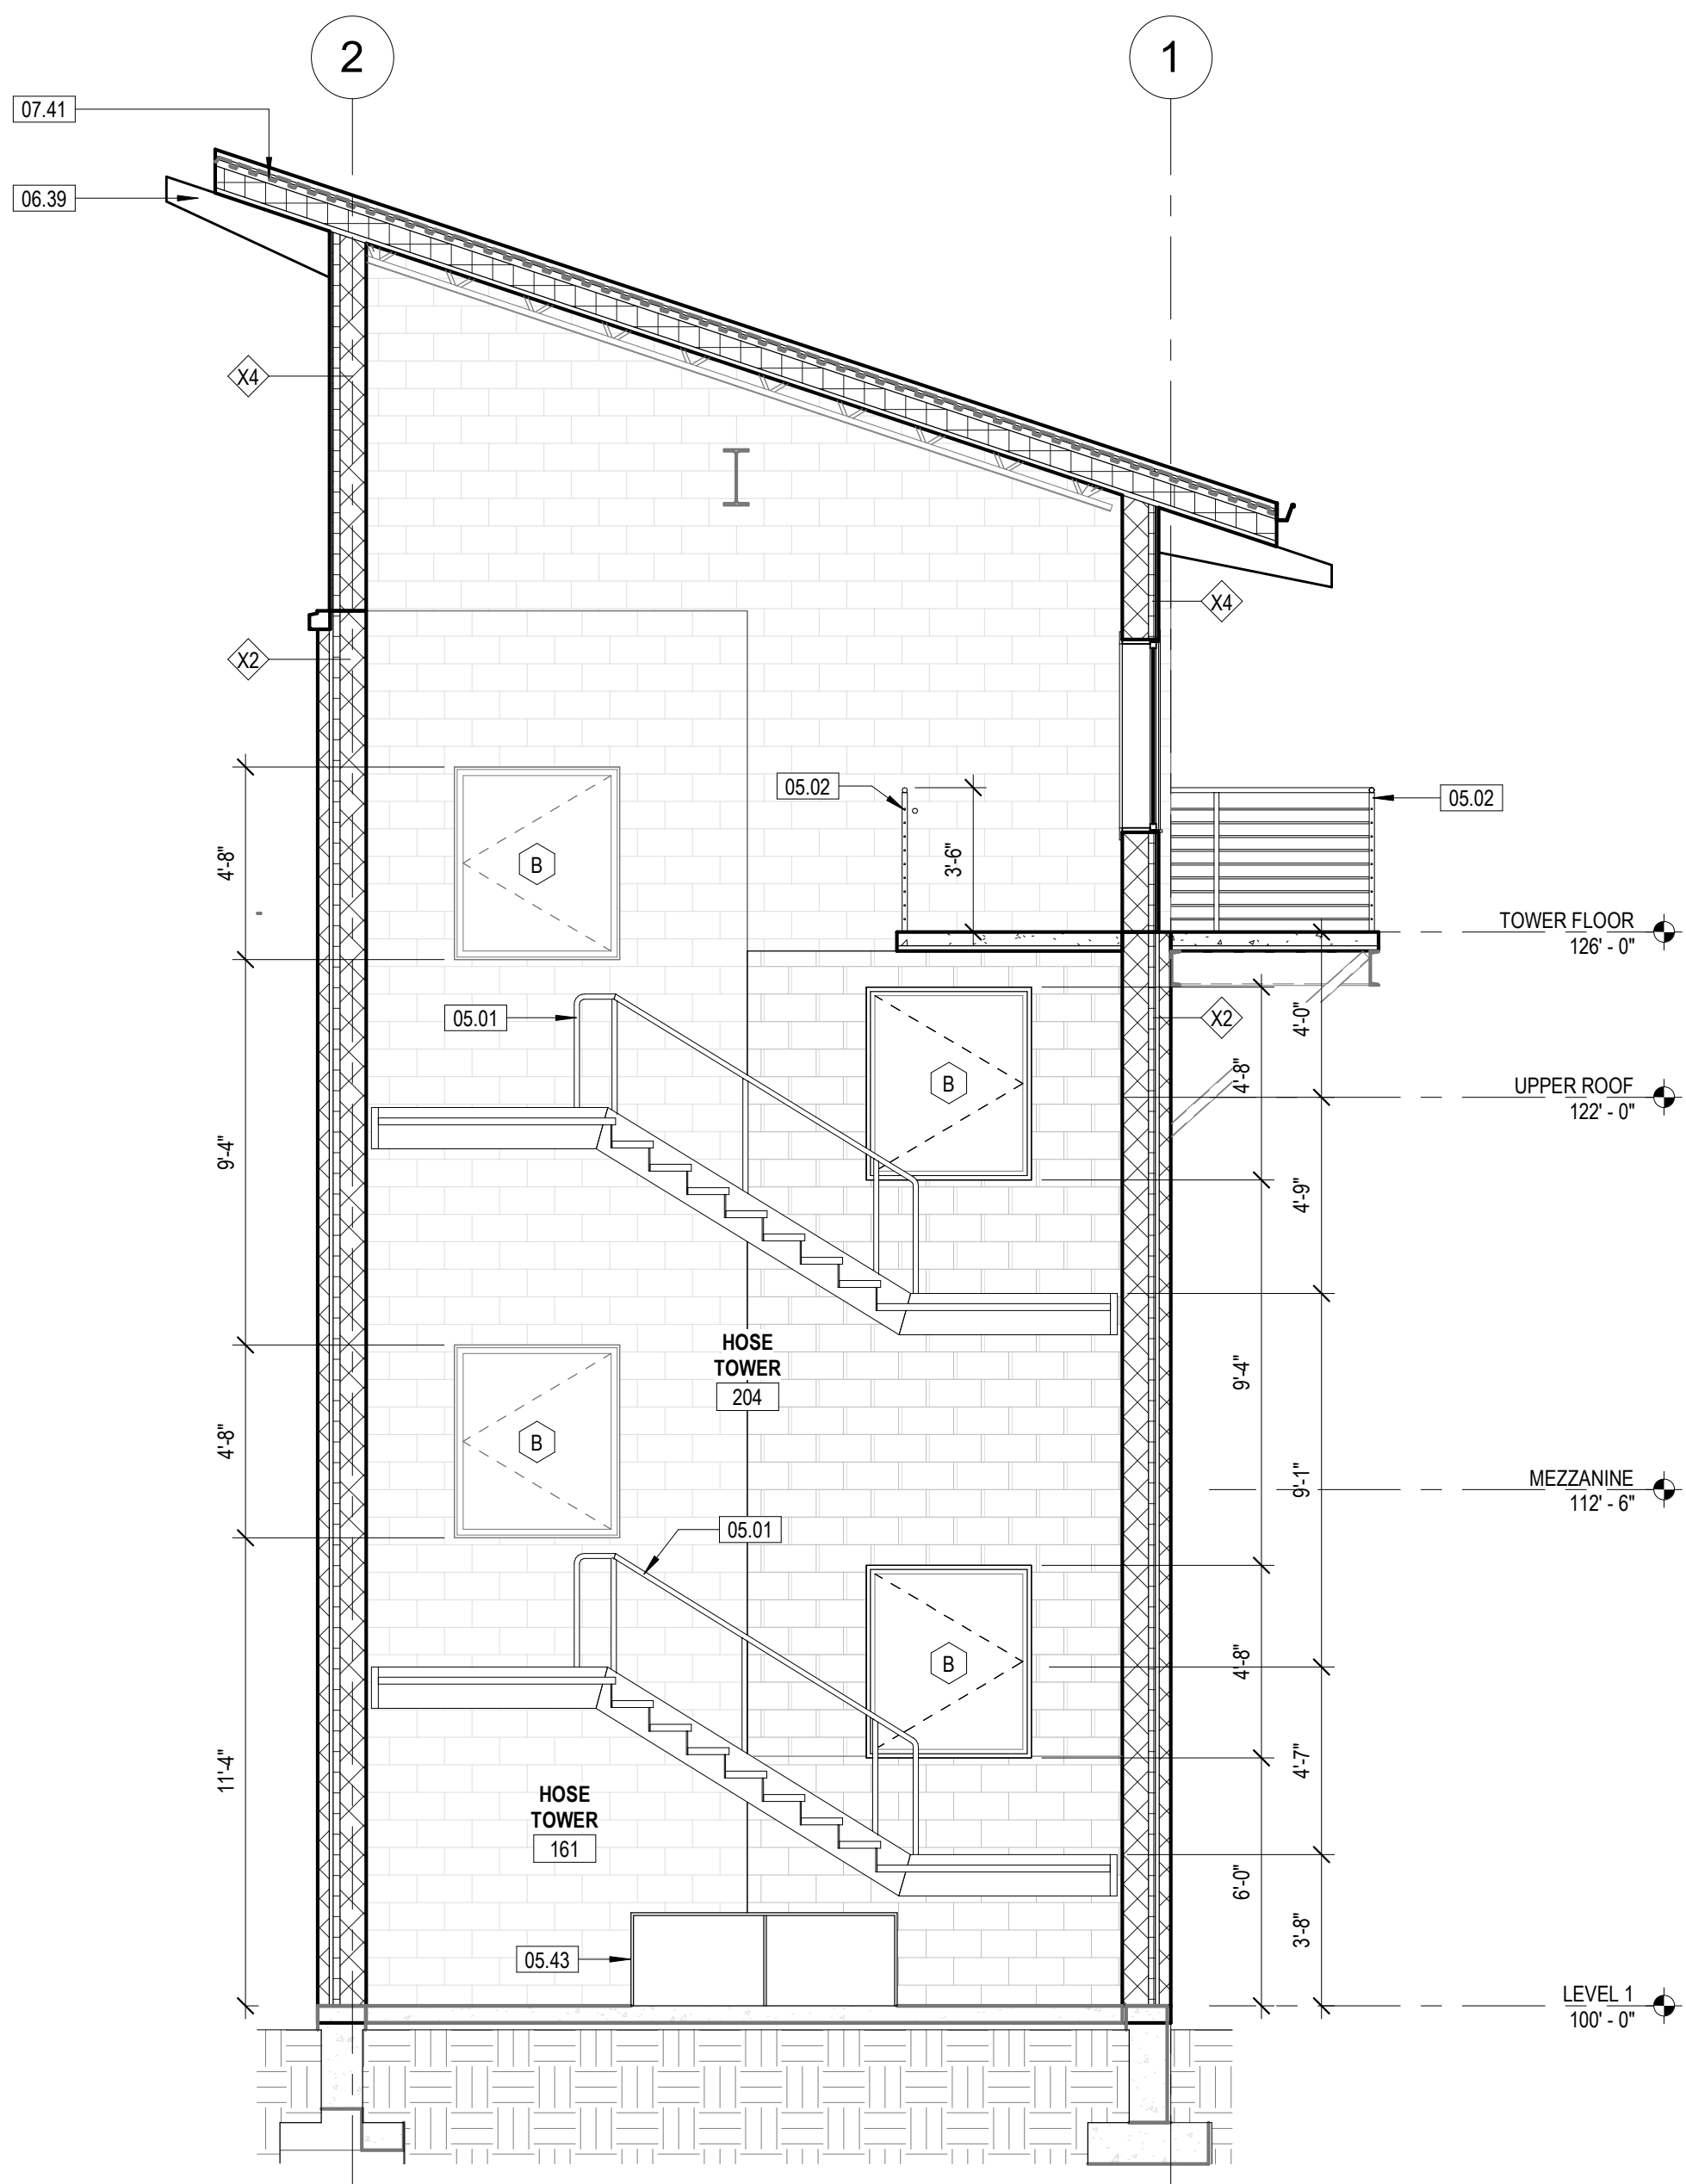 2
1
07.41
06.39
X4
X4
X2
05.02
05.02
4'-8"
B
3'-6"
TOWER FLOOR
126' - 0"
05.01
X2
4'-0"
B
4'-8"
UPPER ROOF
122' - 0"
9'-4"
4'-9"
HOSE
TOWER
204
9'-4"
4'-8"
B
9'-1"
MEZZANINE
112' - 6"
05.01
B
4'-8"
11'-4"
4'-7"
HOSE
TOWER
161
6'-0"
3'-8"
05.43
LEVEL 1
100' - 0"